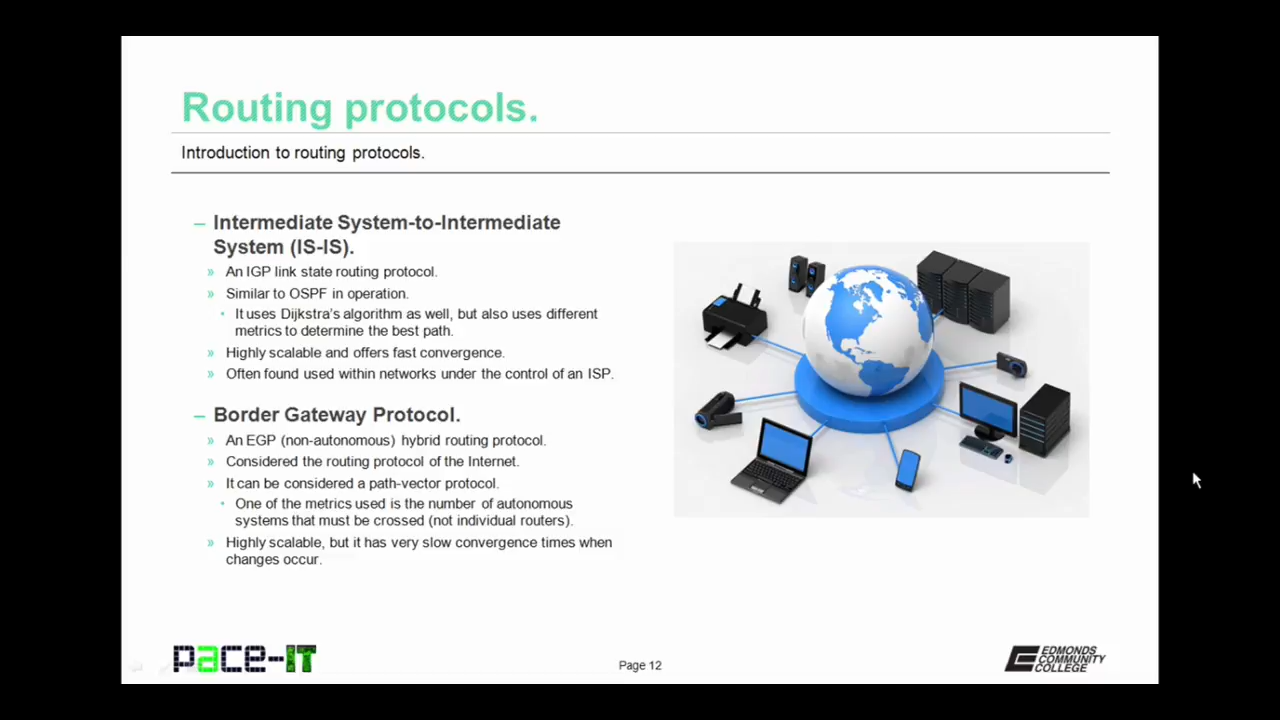 Routing protocols.
Introduction to routing protocols.
– Intermediate System-to-Intermediate
System (IS-IS).
» An IGP link state routing protocol.
» Similar to OSPF in operation.
• It uses Dijkstra's algorithm as well, but also uses different
metrics to determine the best path.
» Highly scalable and offers fast convergence.
» Often found used within networks under the control of an ISP.
– Border Gateway Protocol.
» An EGP (non-autonomous) hybrid routing protocol.
» Considered the routing protocol of the Internet.
» It can be considered a path-vector protocol.
• One of the metrics used is the number of autonomous
systems that must be crossed (not individual routers).
» Highly scalable, but it has very slow convergence times when
changes occur.
pace-IT
Page 12
EDMONDS
COMMUNITY
COLLEGE